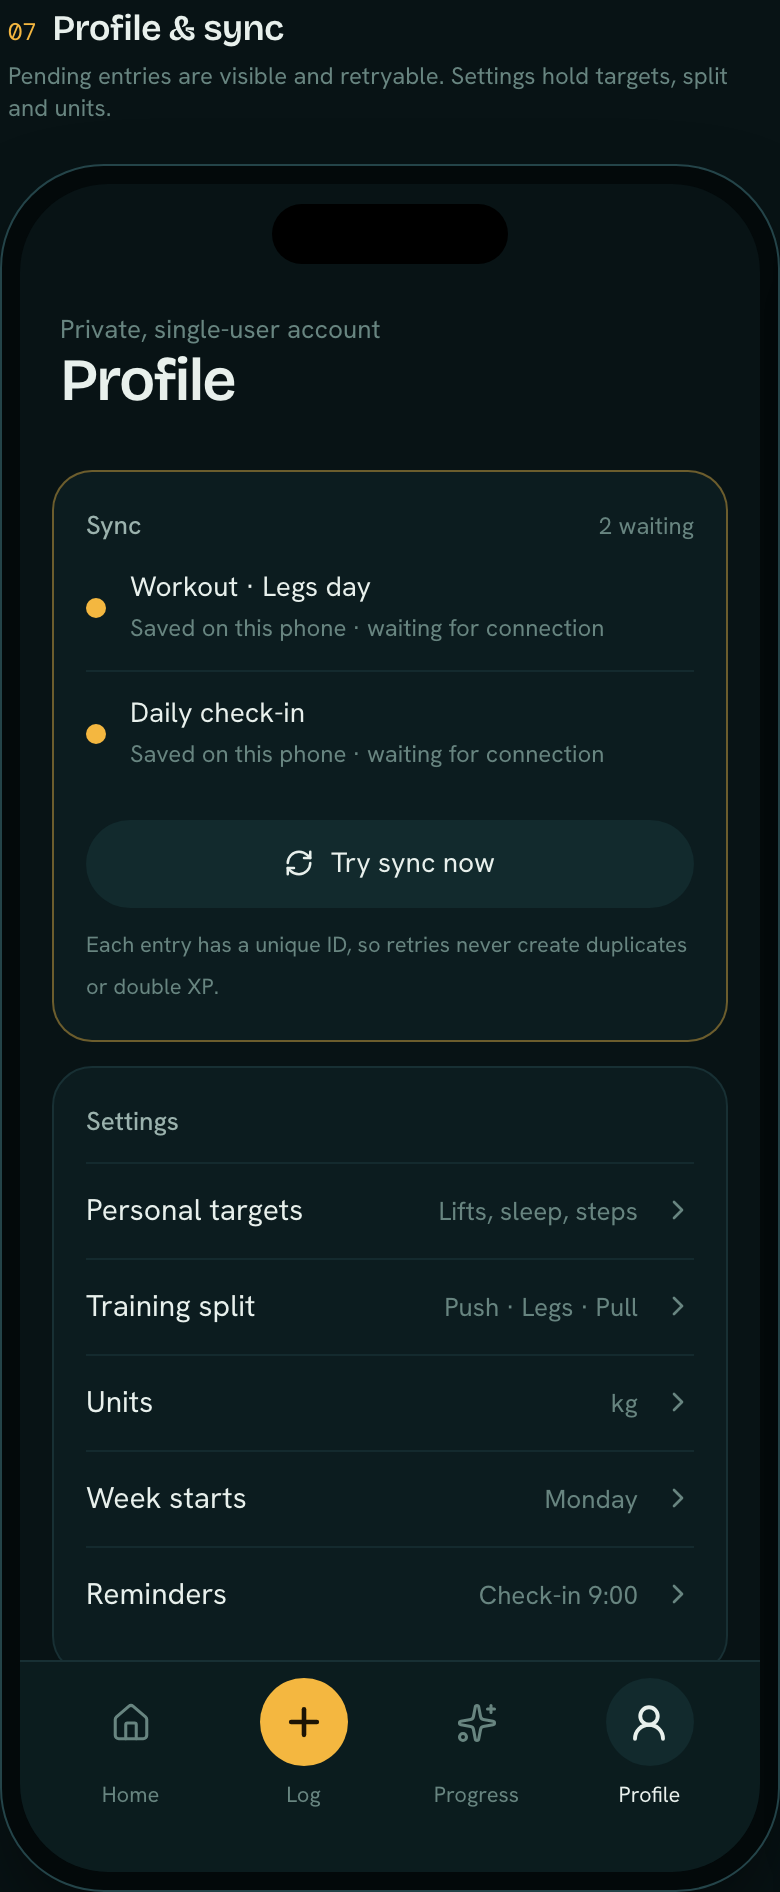 07 Profile & sync
Pending entries are visible and retryable. Settings hold targets, split
and units.
Private, single-user account
Profile
Sync 2 waiting
Workout · Legs day
Saved on this phone · waiting for connection
Daily check-in
Saved on this phone · waiting for connection
Try sync now
Each entry has a unique ID, so retries never create duplicates
or double XP.
Settings
Personal targets Lifts, sleep, steps
Training split Push · Legs · Pull
Units kg
Week starts Monday
Reminders Check-in 9:00
Home Log Progress Profile